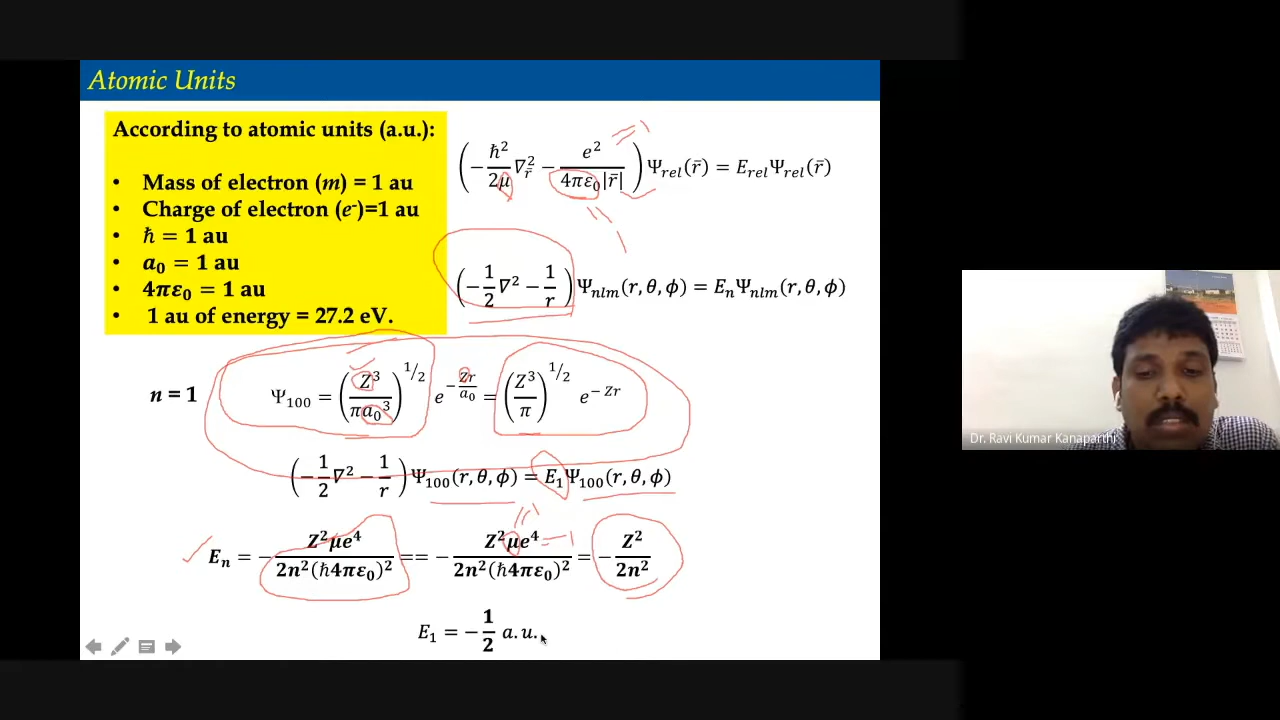 Atomic Units
According to atomic units (a.u.):
• Mass of electron (m) = 1 au
• Charge of electron (e⁻)=1 au
• ℏ = 1 au
• a₀ = 1 au
• 4πε₀ = 1 au
• 1 au of energy = 27.2 eV.
(−ℏ²/2μ ∇²_r̄ − e²/4πε₀|r̄|) Ψ_rel(r̄) = E_rel Ψ_rel(r̄)
(−1/2 ∇² − 1/r) Ψ_nlm(r, θ, ϕ) = E_n Ψ_nlm(r, θ, ϕ)
n = 1 Ψ₁₀₀ = (Z³/πa₀³)^1/2 e^−Zr/a₀ = (Z³/π)^1/2 e^−Zr
(−1/2 ∇² − 1/r) Ψ₁₀₀(r, θ, ϕ) = E₁Ψ₁₀₀(r, θ, ϕ)
E_n = − Z²μe⁴/2n²(ℏ4πε₀)² == − Z²μe⁴/2n²(ℏ4πε₀)² = − Z²/2n²
E₁ = − 1/2 a.u.
Dr. Ravi Kumar Kanaparthi